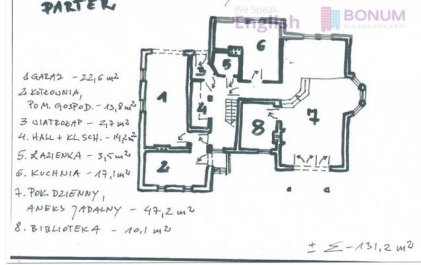 PARTER
We Speak
English
BONUM
NIERUCHOMOŚCI
1 GARAŻ - 22,6 m²
2 KOTŁOWNIA,
POM. GOSPOD. - 13,8 m²
3 WIATROŁAP - 2,7 m²
4. HALL + KL. SCH. - 14,2 m²
5. ŁAZIENKA - 3,5 m²
6. KUCHNIA - 17,1 m²
7. POK. DZIENNY,
ANEKS JADALNY - 47,2 m²
8. BIBLIOTEKA - 10,1 m²
1
2
3
4
5
6
7
8
± Σ - 131,2 m²